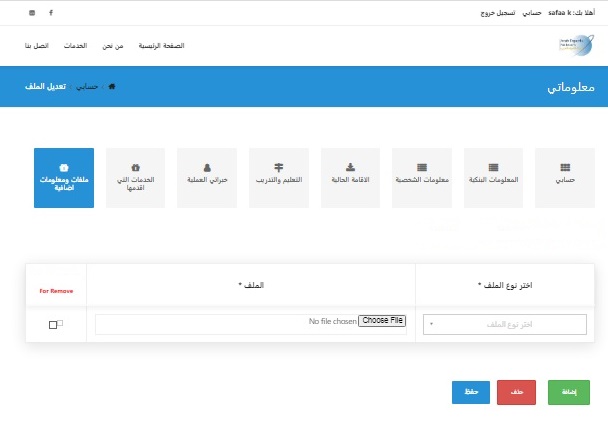 أهلا بك: safaa k حسابي تسجيل خروج
الصفحة الرئيسية من نحن الخدمات اتصل بنا
معلوماتي
حسابي تعديل الملف
حسابي
المعلومات البنكية
معلومات الشخصية
الاقامة الحالية
التعليم والتدريب
خبراتي العملية
الخدمات التي
اقدمها
ملفات ومعلومات
اضافية
اختر نوع الملف *
الملف *
For Remove
اختر نوع الملف
Choose File No file chosen
إضافة
حذف
حفظ